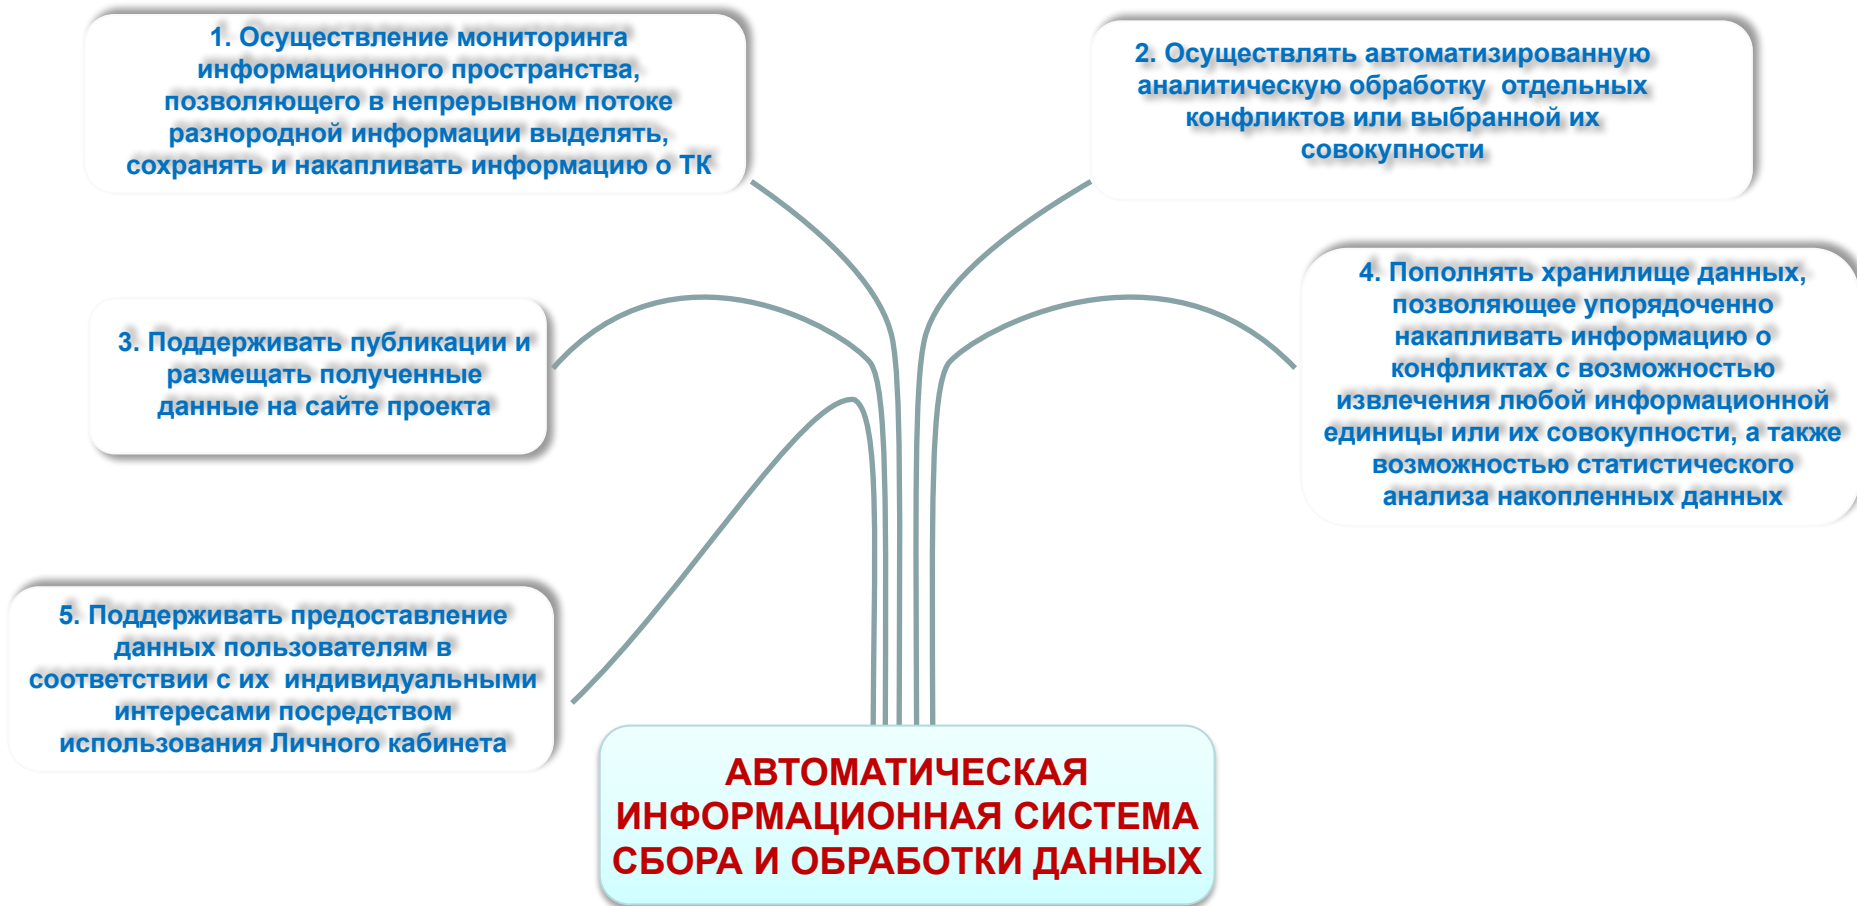 1. Осуществление мониторинга
информационного пространства,
позволяющего в непрерывном потоке
разнородной информации выделять,
сохранять и накапливать информацию о ТК
2. Осуществлять автоматизированную
аналитическую обработку отдельных
конфликтов или выбранной их
совокупности
3. Поддерживать публикации и
размещать полученные
данные на сайте проекта
4. Пополнять хранилище данных,
позволяющее упорядоченно
накапливать информацию о
конфликтах с возможностью
извлечения любой информационной
единицы или их совокупности, а также
возможностью статистического
анализа накопленных данных
5. Поддерживать предоставление
данных пользователям в
соответствии с их индивидуальными
интересами посредством
использования Личного кабинета
АВТОМАТИЧЕСКАЯ
ИНФОРМАЦИОННАЯ СИСТЕМА
СБОРА И ОБРАБОТКИ ДАННЫХ